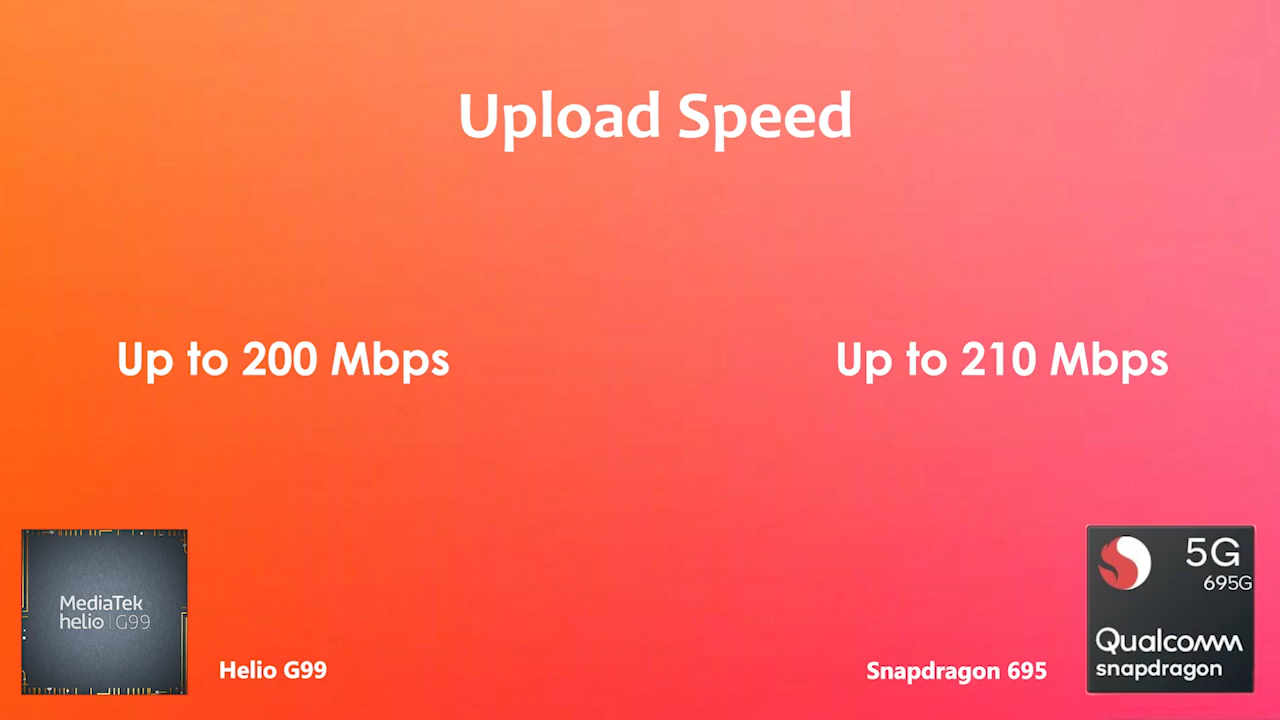 Upload Speed
Up to 200 Mbps
Up to 210 Mbps
MediaTek
helio G99
Helio G99
Snapdragon 695
5G
695G
Qualcomm
snapdragon